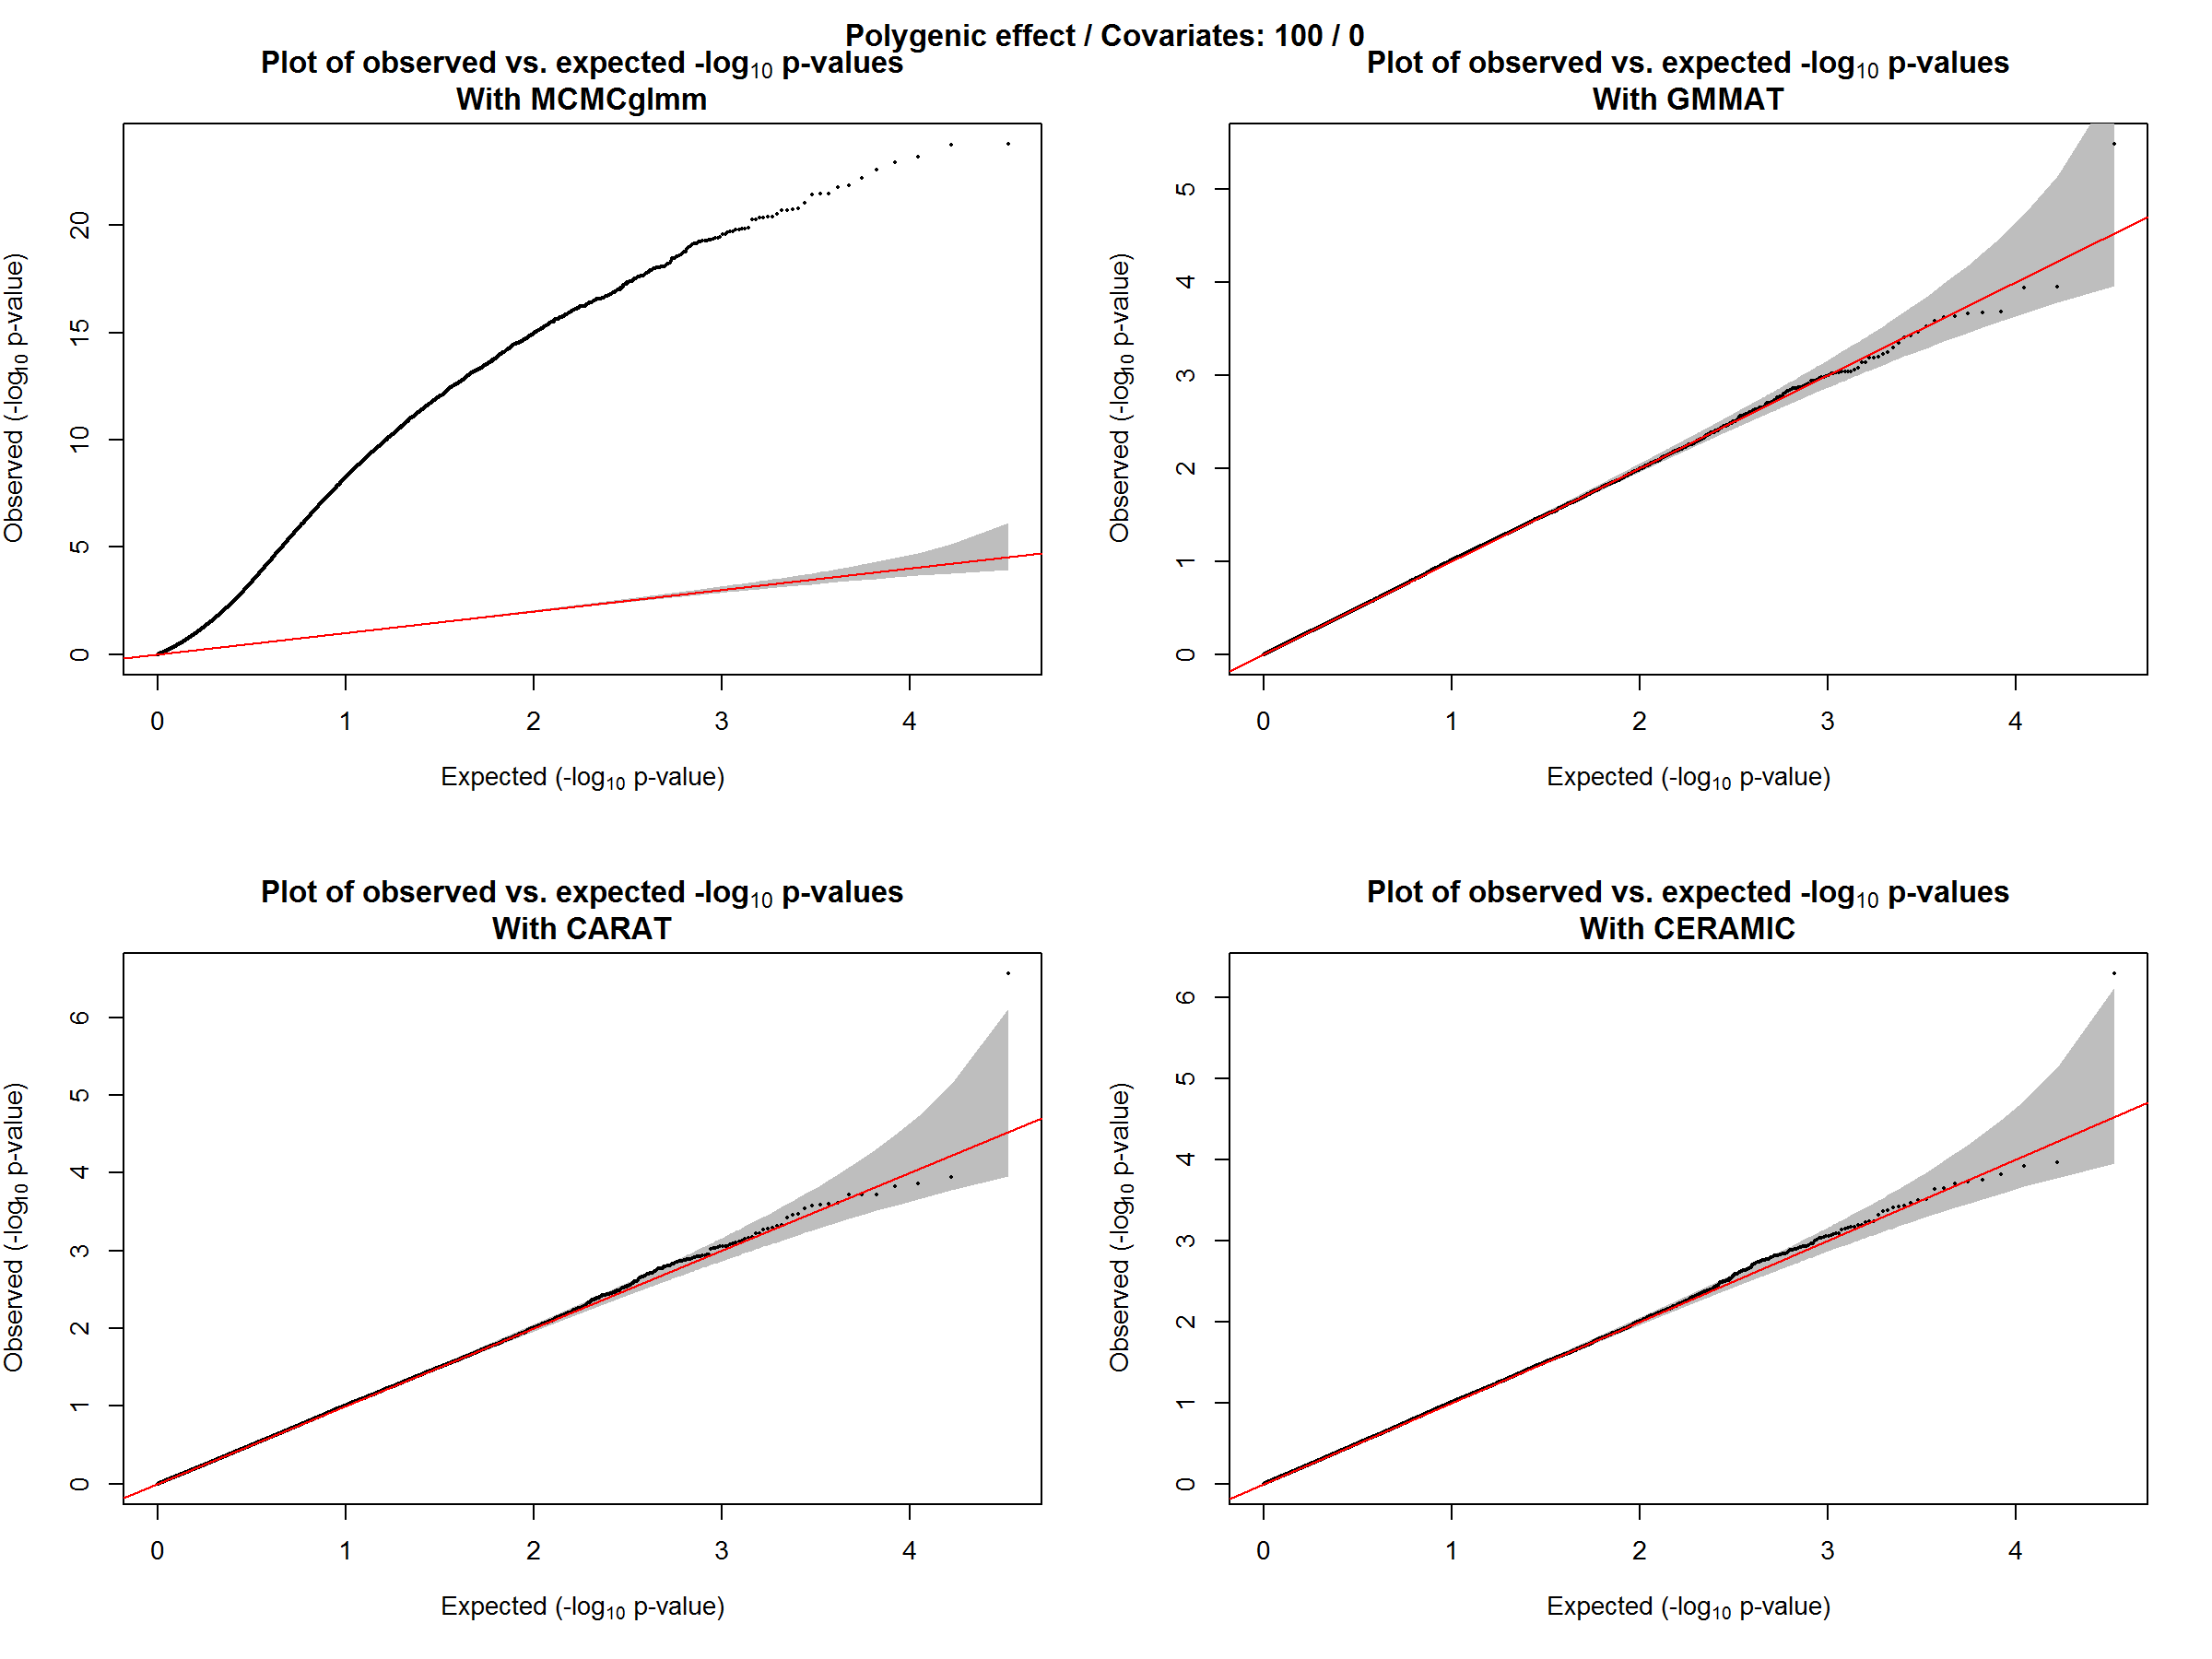 Polygenic effect / Covariates: 100 / 0
Plot of observed vs. expected -log10 p-values
With MCMCglmm
Observed (-log10 p-value)
20
15
10
5
0
0 1 2 3 4
Expected (-log10 p-value)
Plot of observed vs. expected -log10 p-values
With GMMAT
Observed (-log10 p-value)
5
4
3
2
1
0
0 1 2 3 4
Expected (-log10 p-value)
Plot of observed vs. expected -log10 p-values
With CARAT
Observed (-log10 p-value)
6
5
4
3
2
1
0
0 1 2 3 4
Expected (-log10 p-value)
Plot of observed vs. expected -log10 p-values
With CERAMIC
Observed (-log10 p-value)
6
5
4
3
2
1
0
0 1 2 3 4
Expected (-log10 p-value)